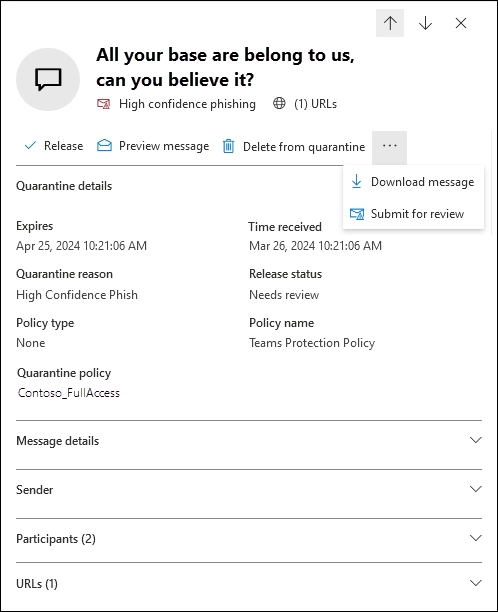 All your base are belong to us,
can you believe it?
High confidence phishing (1) URLs
Release Preview message Delete from quarantine ...
Download message
Submit for review
Quarantine details
Expires Time received
Apr 25, 2024 10:21:06 AM Mar 26, 2024 10:21:06 AM
Quarantine reason Release status
High Confidence Phish Needs review
Policy type Policy name
None Teams Protection Policy
Quarantine policy
Contoso_FullAccess
Message details
Sender
Participants (2)
URLs (1)